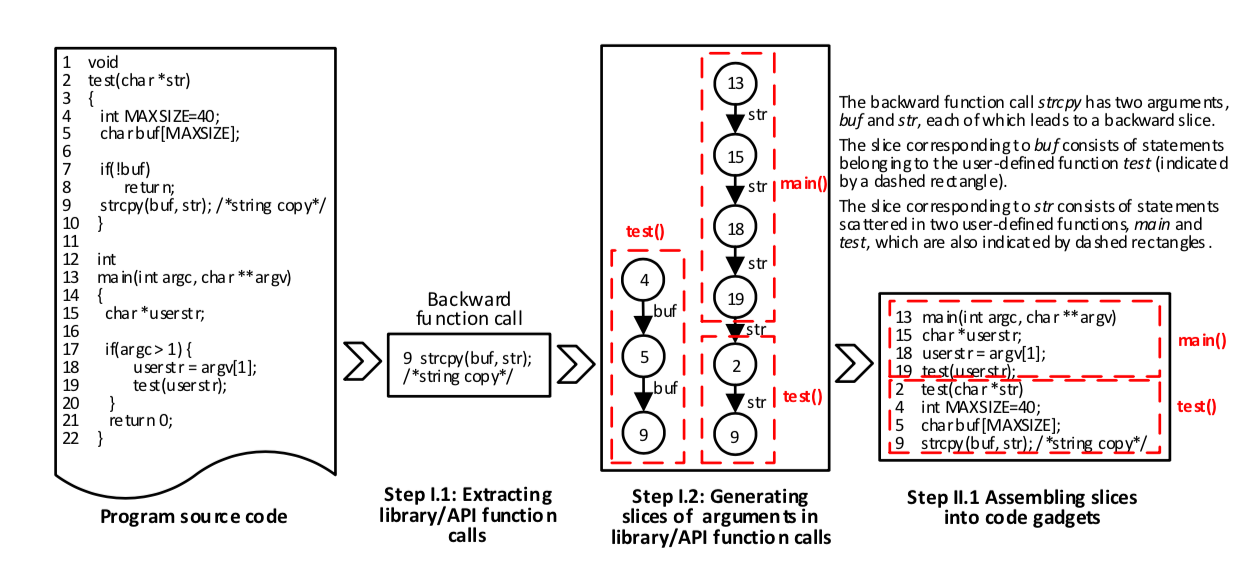 1 void
2 test(char *str)
3 {
4 int MAXSIZE=40;
5 char buf[MAXSIZE];
6
7 if(!buf)
8 return;
9 strcpy(buf, str); /*string copy*/
10 }
11
12 int
13 main(int argc, char **argv)
14 {
15 char *userstr;
16
17 if(argc > 1) {
18 userstr = argv[1];
19 test(userstr);
20 }
21 return 0;
22 }
Program source code
Backward
function call
9 strcpy(buf, str);
/*string copy*/
Step I.1: Extracting
library/API function
calls
test()
4
buf
5
buf
9
13
str
15
str
18
str
19
str
2
str
9
main()
test()
Step I.2: Generating
slices of arguments in
library/API function calls
The backward function call strcpy has two arguments,
buf and str, each of which leads to a backward slice.
The slice corresponding to buf consists of statements
belonging to the user-defined function test (indicated
by a dashed rectangle).
The slice corresponding to str consists of statements
scattered in two user-defined functions, main and
test, which are also indicated by dashed rectangles.
13 main(int argc, char **argv)
15 char *userstr;
18 userstr = argv[1];
19 test(userstr);
2 test(char *str)
4 int MAXSIZE=40;
5 char buf[MAXSIZE];
9 strcpy(buf, str); /*string copy*/
main()
test()
Step II.1 Assembling slices
into code gadgets